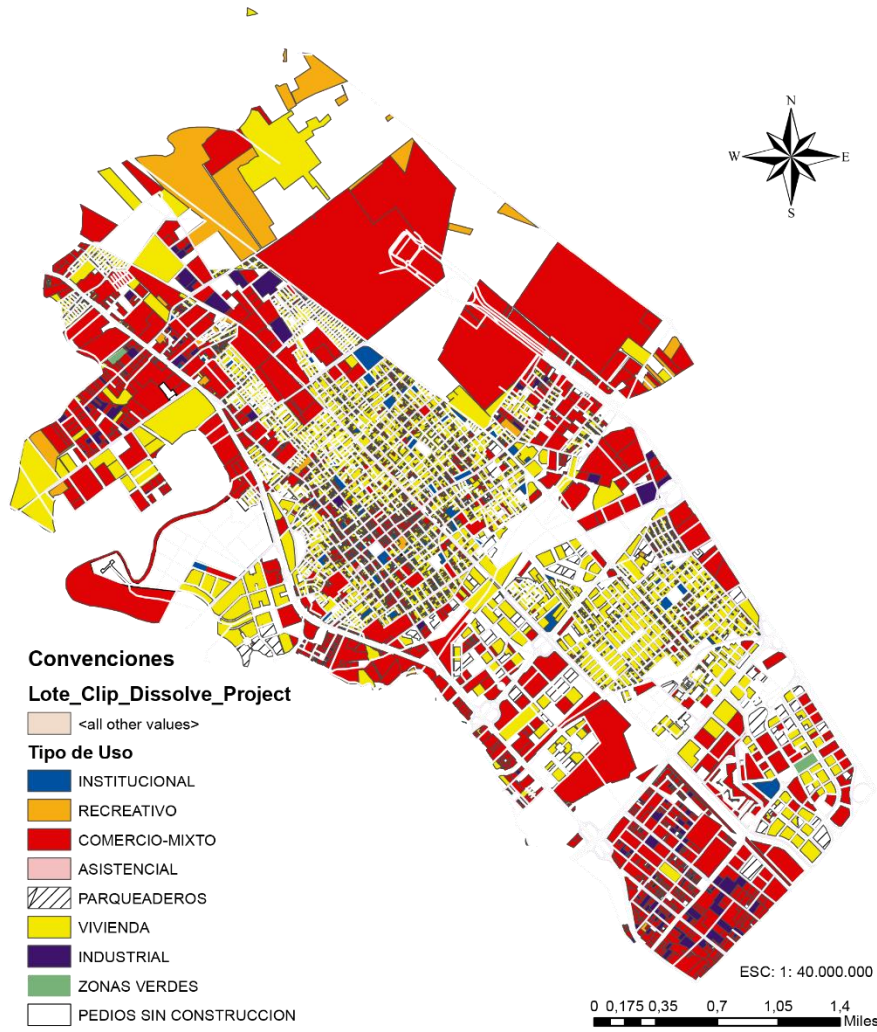 N
W
E
S
Convenciones
Lote_Clip_Dissolve_Project
<all other values>
Tipo de Uso
INSTITUCIONAL
RECREATIVO
COMERCIO-MIXTO
ASISTENCIAL
PARQUEADEROS
VIVIENDA
INDUSTRIAL
ZONAS VERDES
PEDIOS SIN CONSTRUCCION
ESC: 1: 40.000.000
0 0,175 0,35 0,7 1,05 1,4
Miles